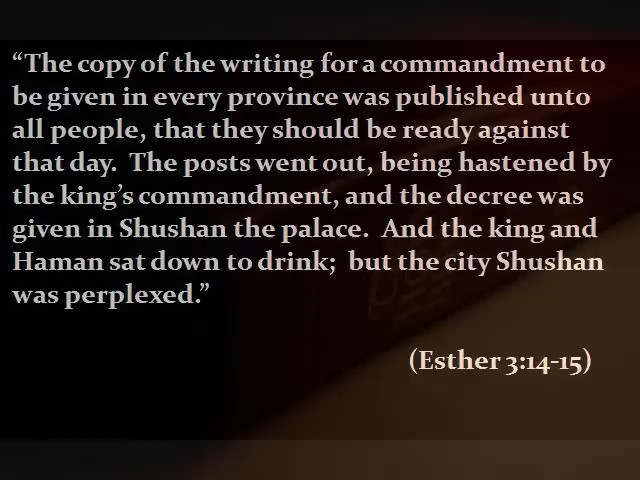 “The copy of the writing for a commandment to
be given in every province was published unto
all people, that they should be ready against
that day.  The posts went out, being hastened by
the king’s commandment, and the decree was
given in Shushan the palace.  And the king and
Haman sat down to drink;  but the city Shushan
was perplexed.”
(Esther 3:14-15)